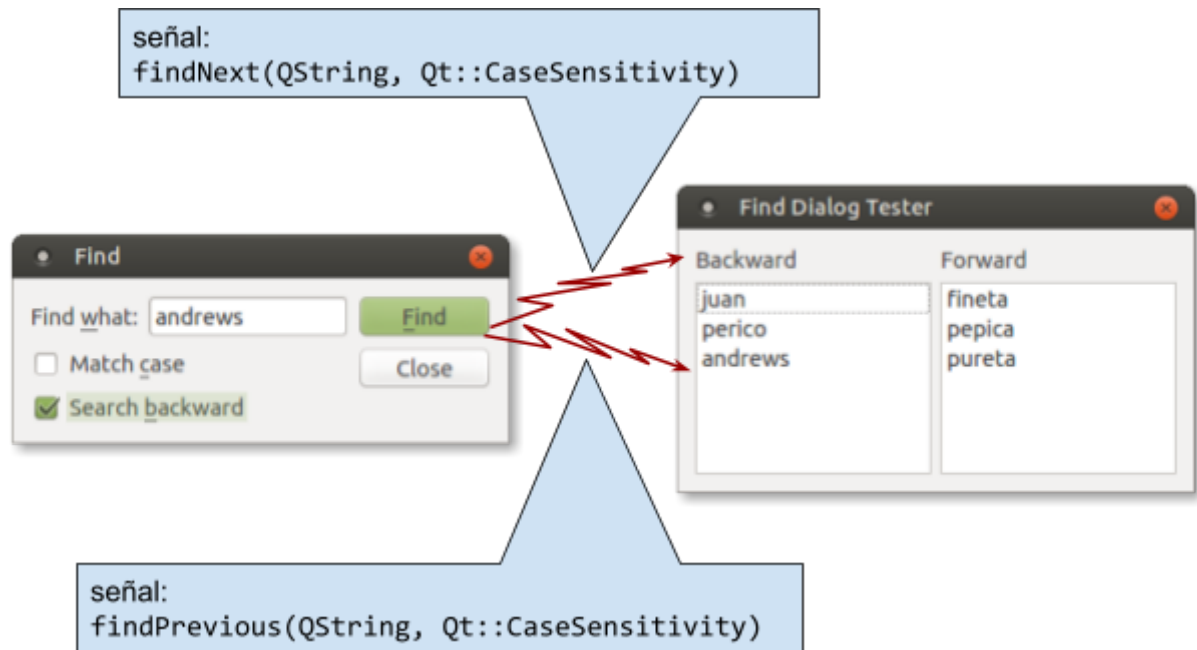 señal:
findNext(QString, Qt::CaseSensitivity)
Find
Find what: andrews Find
Match case Close
Search backward
Find Dialog Tester
Backward Forward
juan fineta
perico pepica
andrews pureta
señal:
findPrevious(QString, Qt::CaseSensitivity)